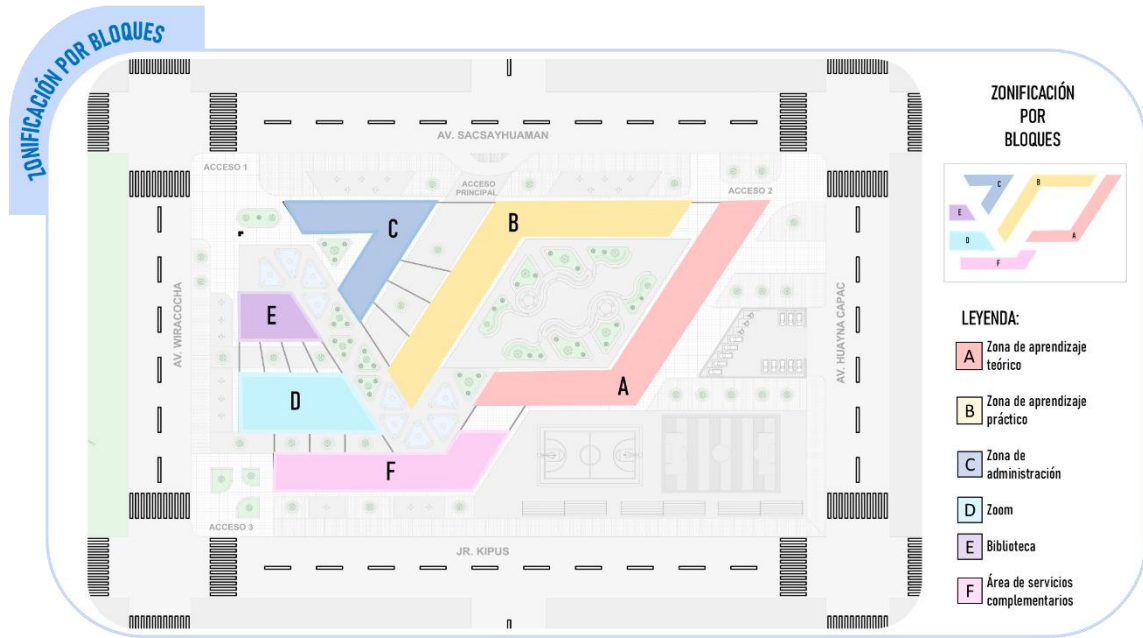 ZONIFICACIÓN POR BLOQUES
AV. SACSAYHUAMAN
ACCESO 1
ACCESO
PRINCIPAL
ACCESO 2
C
B
E
D
A
F
AV. WIRACOCHA
AV. HUAYNA CAPAC
ACCESO 3
JR. KIPUS
ZONIFICACIÓN
POR
BLOQUES
C
B
E
D
A
F
LEYENDA:
A Zona de aprendizaje
teórico
B Zona de aprendizaje
práctico
C Zona de
administración
D Zoom
E Biblioteca
F Área de servicios
complementarios